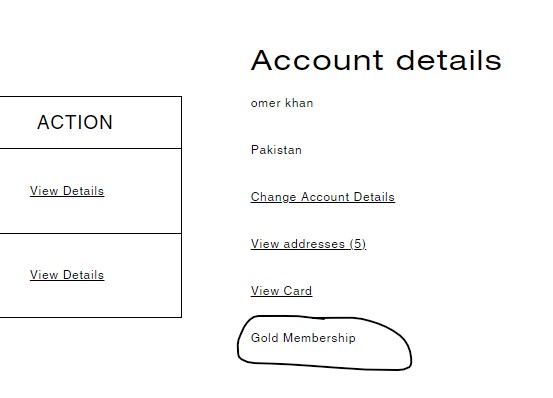 Account details
omer khan
ACTION
Pakistan
View Details
Change Account Details
View addresses (5)
View Details
View Card
Gold Membership